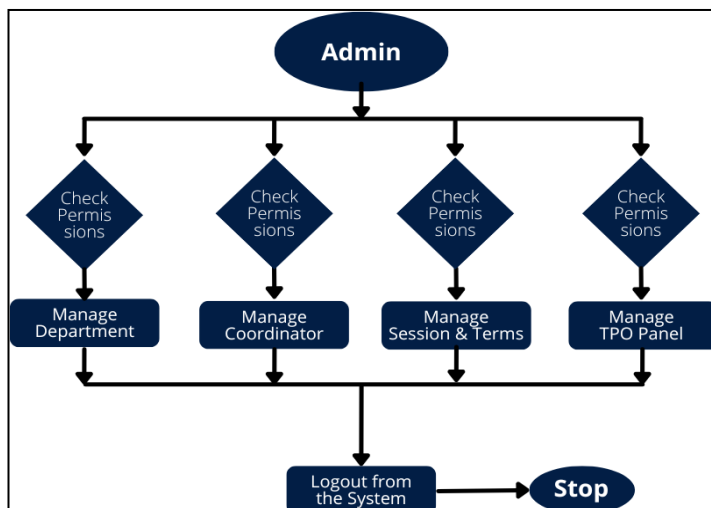 Admin
Check
Permis
sions
Check
Permis
sions
Check
Permis
sions
Check
Permis
sions
Manage
Department
Manage
Coordinator
Manage
Session & Terms
Manage
TPO Panel
Logout from
the System
Stop